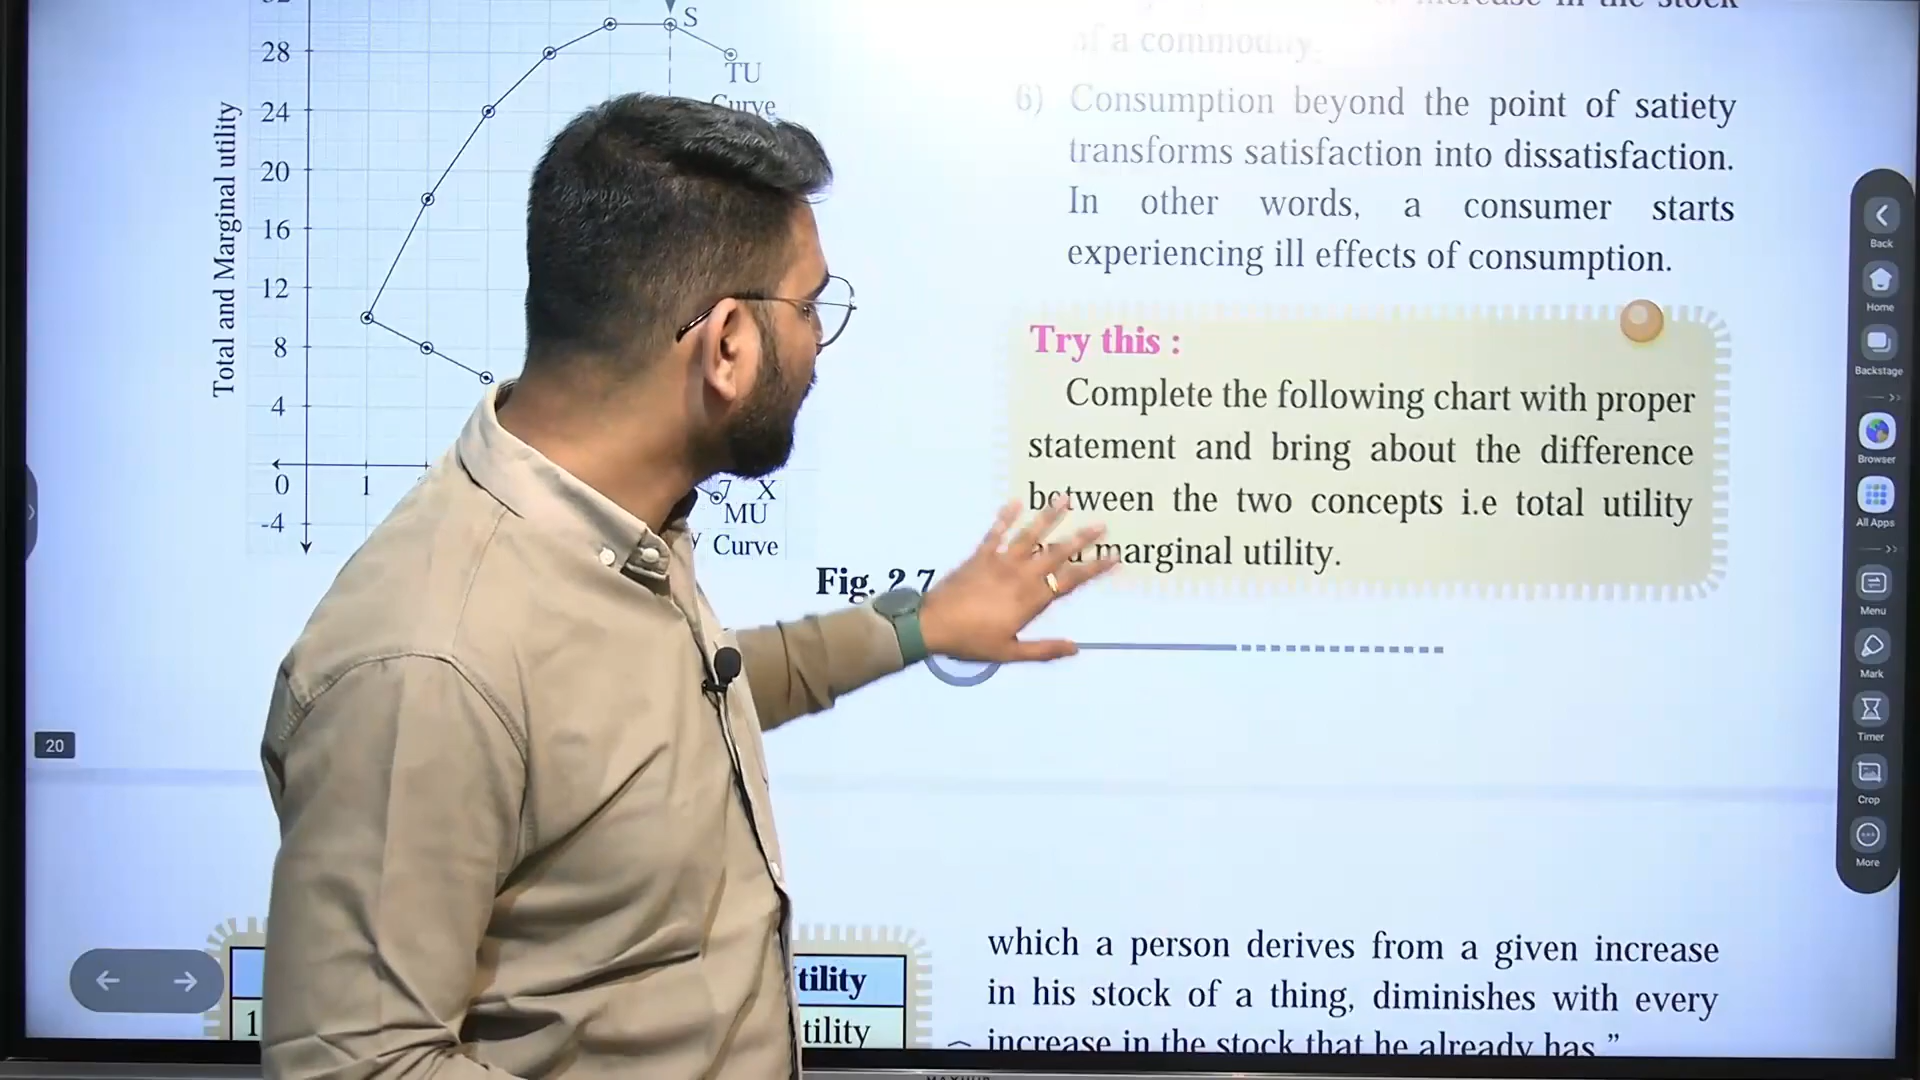 28
24
20
16
12
8
4
0
-4
1
7 X
S
TU
Curve
MU
Curve
Total and Marginal utility
Fig. 2.7
of a commodity.
6) Consumption beyond the point of satiety
transforms satisfaction into dissatisfaction.
In other words, a consumer starts
experiencing ill effects of consumption.
Try this :
Complete the following chart with proper
statement and bring about the difference
between the two concepts i.e total utility
and marginal utility.
20
tility
1
tility
which a person derives from a given increase
in his stock of a thing, diminishes with every
increase in the stock that he already has."
Back
Home
Backstage
Browser
All Apps
Menu
Mark
Timer
Crop
More